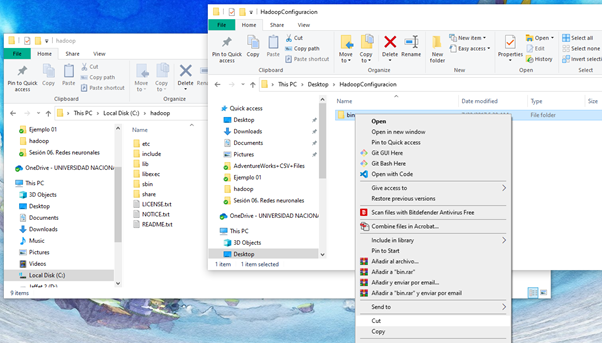 hadoop
File
Home
Share
View
Pin to Quick access
Copy
Paste
Cut
Copy path
Paste shortcut
Move to
Copy to
Delete
Clipboard
Organize
This PC > Local Disk (C:) > hadoop
Ejemplo 01
hadoop
Sesión 06. Redes neuronales
OneDrive - UNIVERSIDAD NACIONAL
This PC
3D Objects
Desktop
Documents
Downloads
Music
Pictures
Videos
Local Disk (C:)
Name
etc
include
lib
libexec
sbin
share
LICENSE.txt
NOTICE.txt
README.txt
9 items
HadoopConfiguracion
File
Home
Share
View
Pin to Quick access
Copy
Paste
Cut
Copy path
Paste shortcut
Move to
Copy to
Delete
Rename
New folder
New item
Easy access
Properties
Open
Edit
History
Select all
Select none
Invert selection
Clipboard
Organize
New
Open
Select
This PC > Desktop > HadoopConfiguracion
Quick access
Desktop
Downloads
Documents
Pictures
AdventureWorks+CSV+Files
Ejemplo 01
hadoop
Sesión 06. Redes neuronales
OneDrive - UNIVERSIDAD NACIONAL
This PC
3D Objects
Desktop
1 item
1 item selected
Name
Date modified
Type
Size
bin
File folder
Open
Open in new window
Pin to Quick access
Git GUI Here
Git Bash Here
Open with Code
Give access to
Restore previous versions
Scan files with Bitdefender Antivirus Free
Combine files in Acrobat...
Include in library
Pin to Start
Añadir al archivo...
Añadir a "bin.rar"
Añadir y enviar por email...
Añadir a "bin.rar" y enviar por email
Send to
Cut
Copy